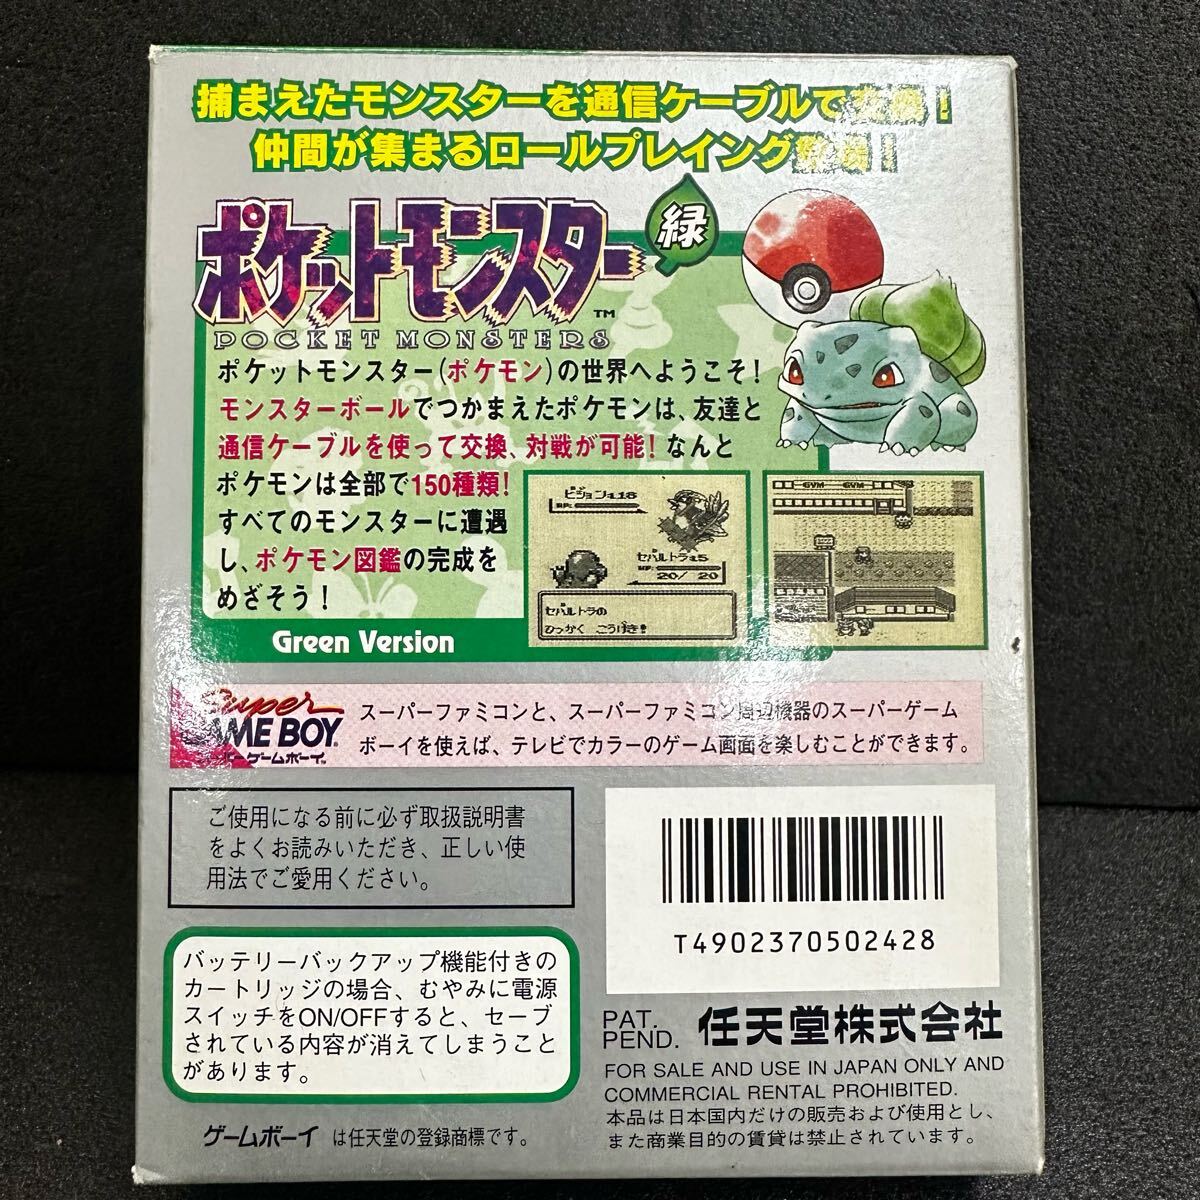 捕まえたモンスターを通信ケーブルで交換！
仲間が集まるロールプレイング登場！
ポケットモンスター 緑
TM
POCKET MONSTERS
ポケットモンスター(ポケモン)の世界へようこそ！
モンスターボールでつかまえたポケモンは、友達と
通信ケーブルを使って交換、対戦が可能！なんと
ポケモンは全部で150種類！
すべてのモンスターに遭遇
し、ポケモン図鑑の完成を
めざそう！
Green Version
ピジョン :L18
HP:
セバルトラ :L5
HP:
20/ 20
セバルトラの
ひっかく こうげき！
GYM GYM
Super
GAME BOY
スーパーゲームボーイ
スーパーファミコンと、スーパーファミコン周辺機器のスーパーゲーム
ボーイを使えば、テレビでカラーのゲーム画面を楽しむことができます。
ご使用になる前に必ず取扱説明書
をよくお読みいただき、正しい使
用法でご愛用ください。
T4902370502428
バッテリーバックアップ機能付きの
カートリッジの場合、むやみに電源
スイッチをON/OFFすると、セーブ
されている内容が消えてしまうこと
があります。
PAT.
PEND.
任天堂株式会社
FOR SALE AND USE IN JAPAN ONLY AND
COMMERCIAL RENTAL PROHIBITED.
本品は日本国内だけの販売および使用とし、
また商業目的の賃貸は禁止されています。
ゲームボーイ は任天堂の登録商標です。